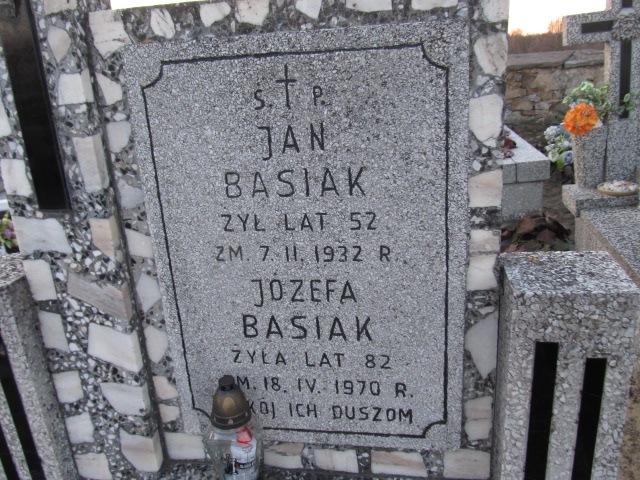 Ś. P.
JAN
BASIAK
ŻYŁ LAT 52
ZM. 7. II. 1932 R.
JÓZEFA
BASIAK
ŻYŁA LAT 82
M. 18. IV. 1970 R.
KÓJ ICH DUSZOM